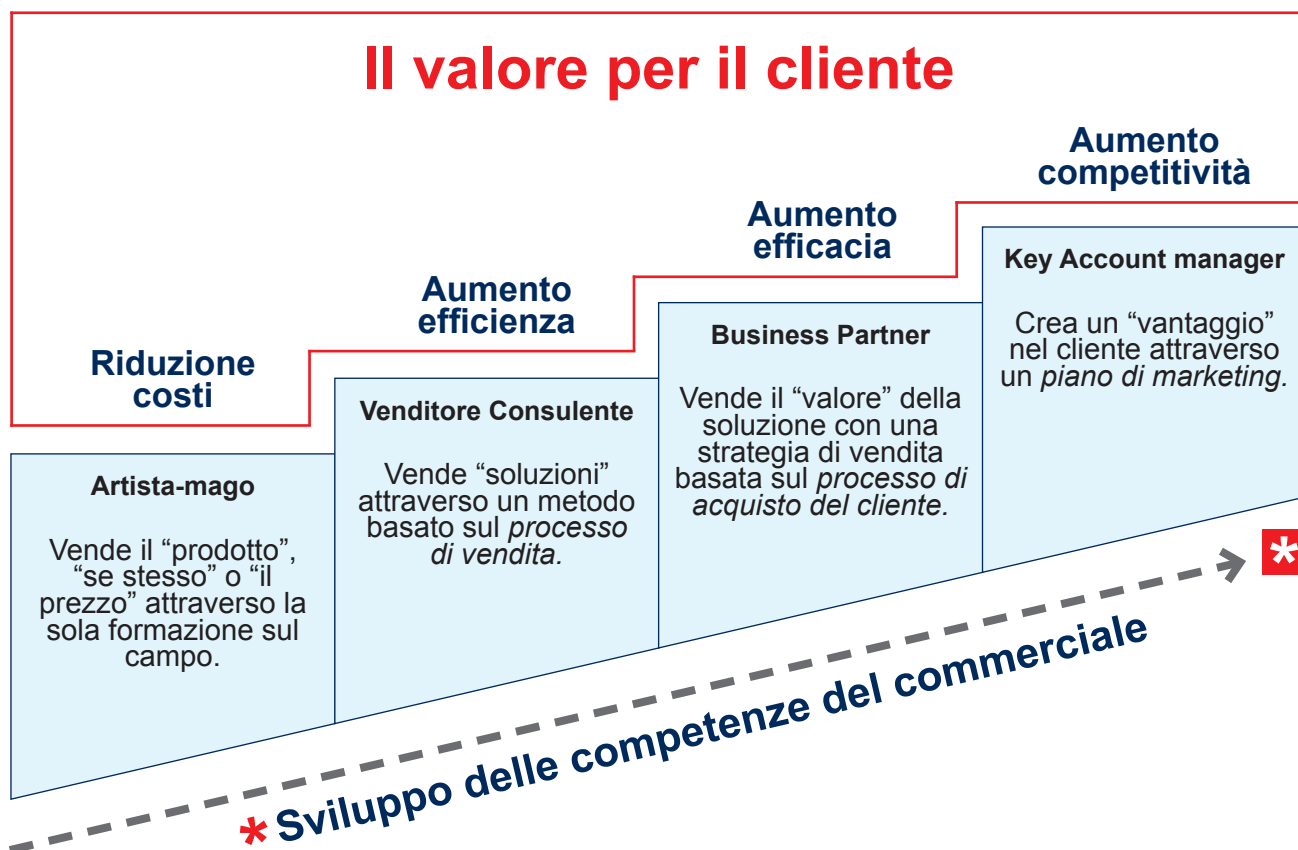 Il valore per il cliente
Riduzione
costi
Aumento
efficienza
Aumento
efficacia
Aumento
competitività
Artista-mago
Vende il “prodotto”,
“se stesso” o “il
prezzo” attraverso la
sola formazione sul
campo.
Venditore Consulente
Vende “soluzioni”
attraverso un metodo
basato sul processo
di vendita.
Business Partner
Vende il “valore” della
soluzione con una
strategia di vendita
basata sul processo di
acquisto del cliente.
Key Account manager
Crea un “vantaggio”
nel cliente attraverso
un piano di marketing.
*
* Sviluppo delle competenze del commerciale